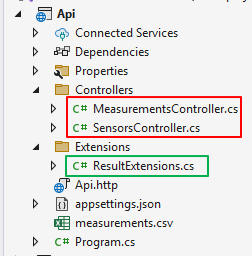 Api
Connected Services
Dependencies
Properties
Controllers
C# MeasurementsController.cs
C# SensorsController.cs
Extensions
C# ResultExtensions.cs
Api.http
appsettings.json
measurements.csv
C# Program.cs